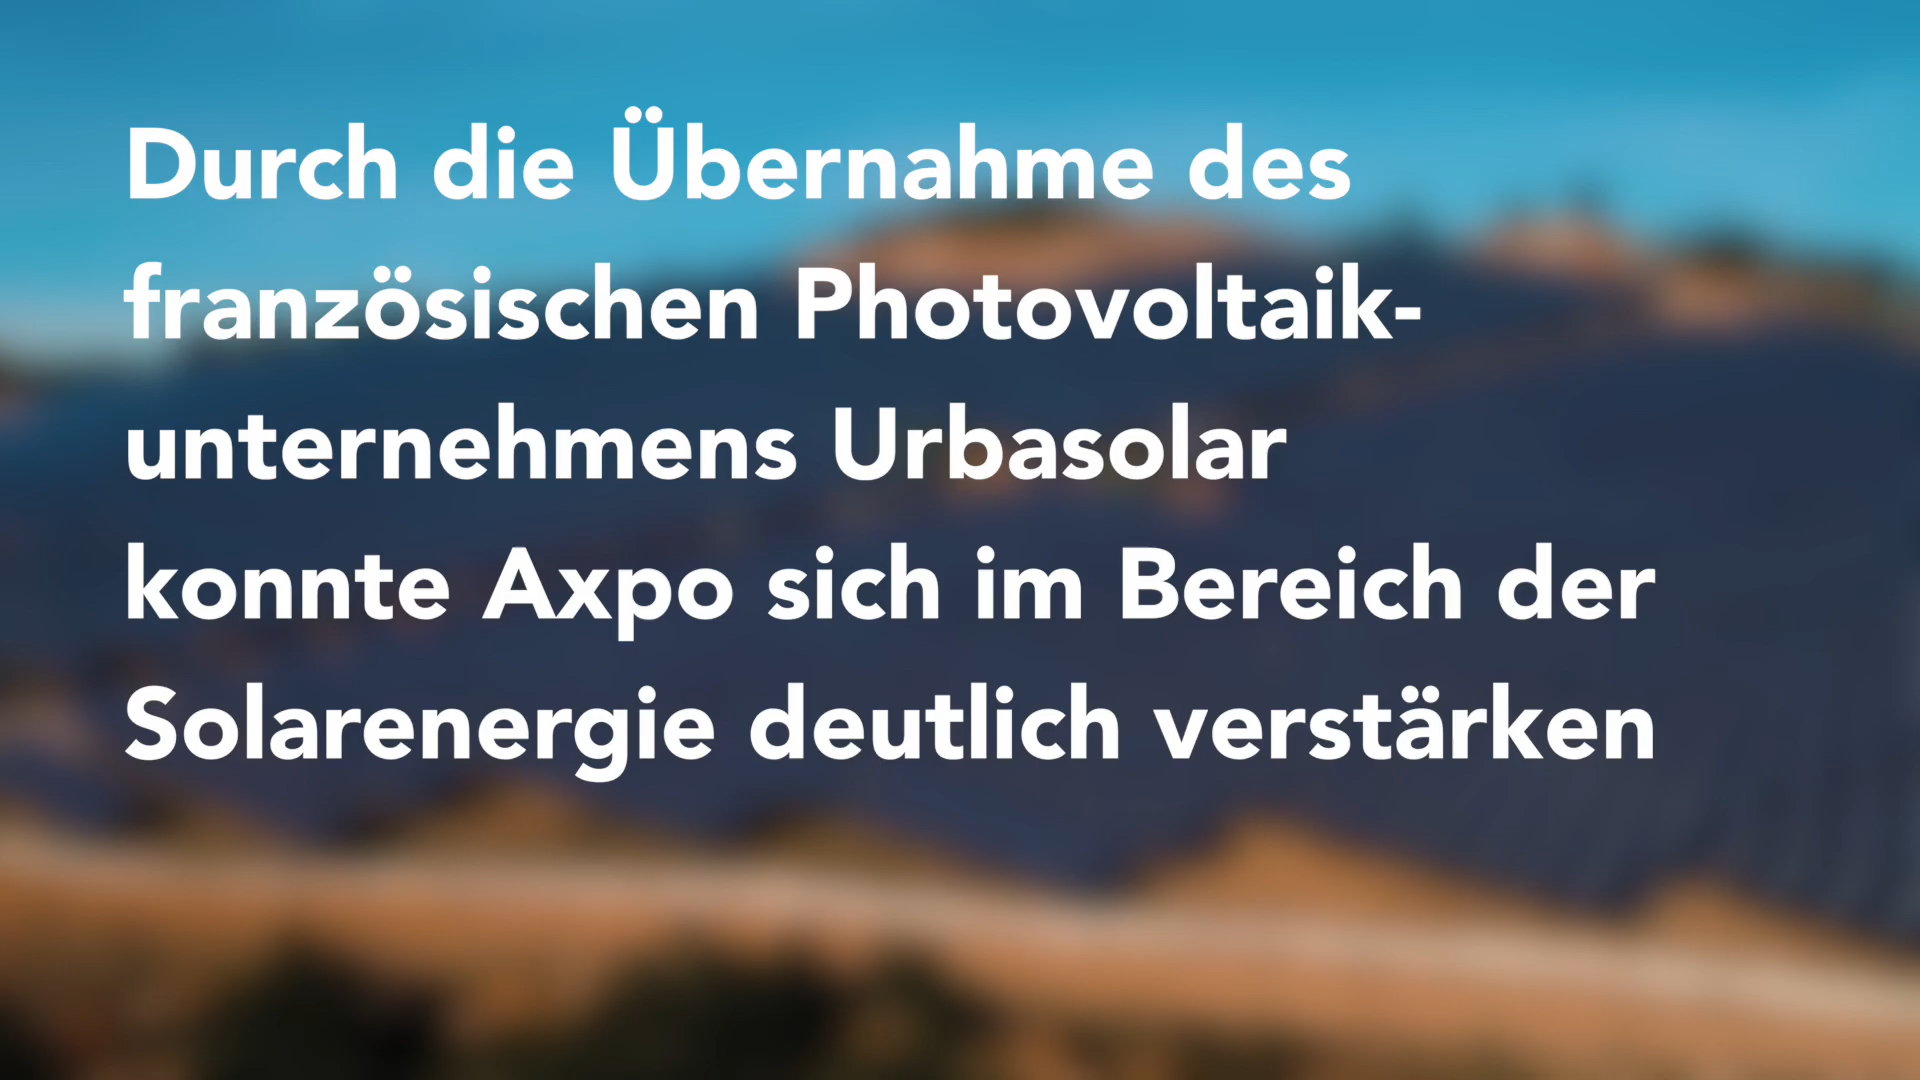 Durch die Übernahme des
französischen Photovoltaik-
unternehmens Urbasolar
konnte Axpo sich im Bereich der
Solarenergie deutlich verstärken